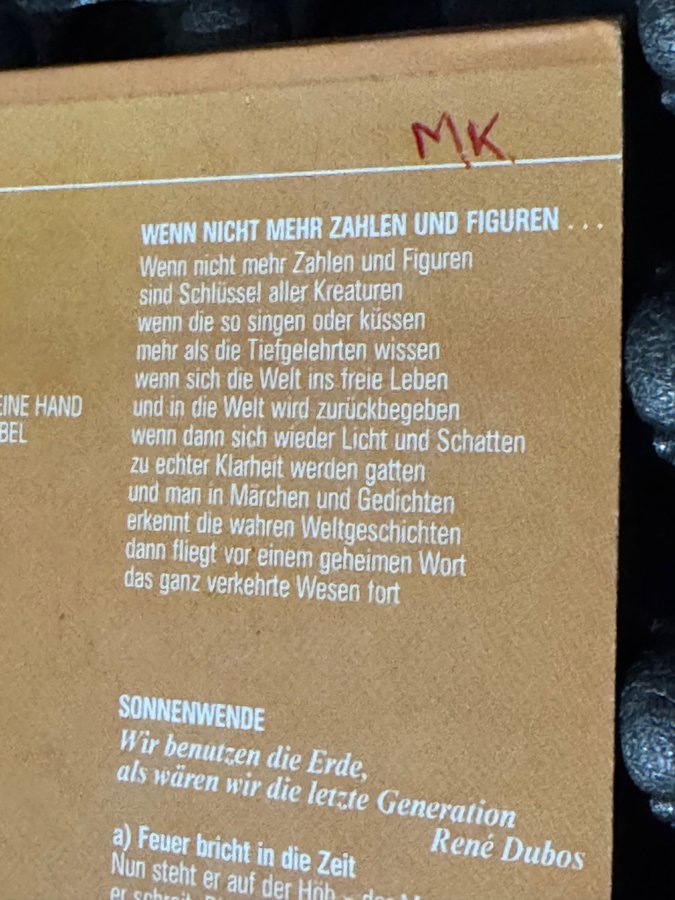 M.K.
WENN NICHT MEHR ZAHLEN UND FIGUREN . . .
Wenn nicht mehr Zahlen und Figuren
sind Schlüssel aller Kreaturen
wenn die so singen oder küssen
mehr als die Tiefgelehrten wissen
wenn sich die Welt ins freie Leben
und in die Welt wird zurückbegeben
wenn dann sich wieder Licht und Schatten
zu echter Klarheit werden gatten
und man in Märchen und Gedichten
erkennt die wahren Weltgeschichten
dann fliegt vor einem geheimen Wort
das ganz verkehrte Wesen fort
EINE HAND
BEL
SONNENWENDE
Wir benutzen die Erde,
als wären wir die letzte Generation
René Dubos
a) Feuer bricht in die Zeit
Nun steht er auf der Höh